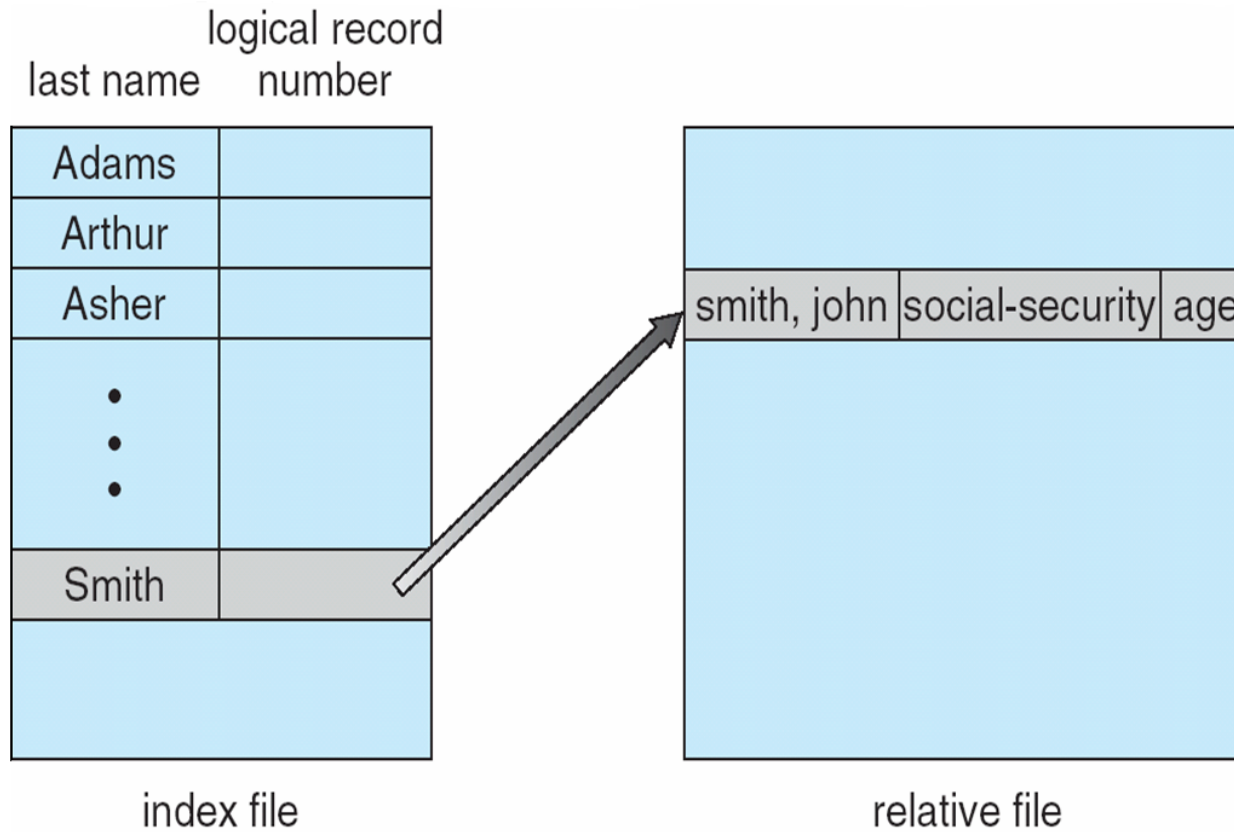 logical record
last name number
Adams
Arthur
Asher
Smith
smith, john social-security age
index file relative file